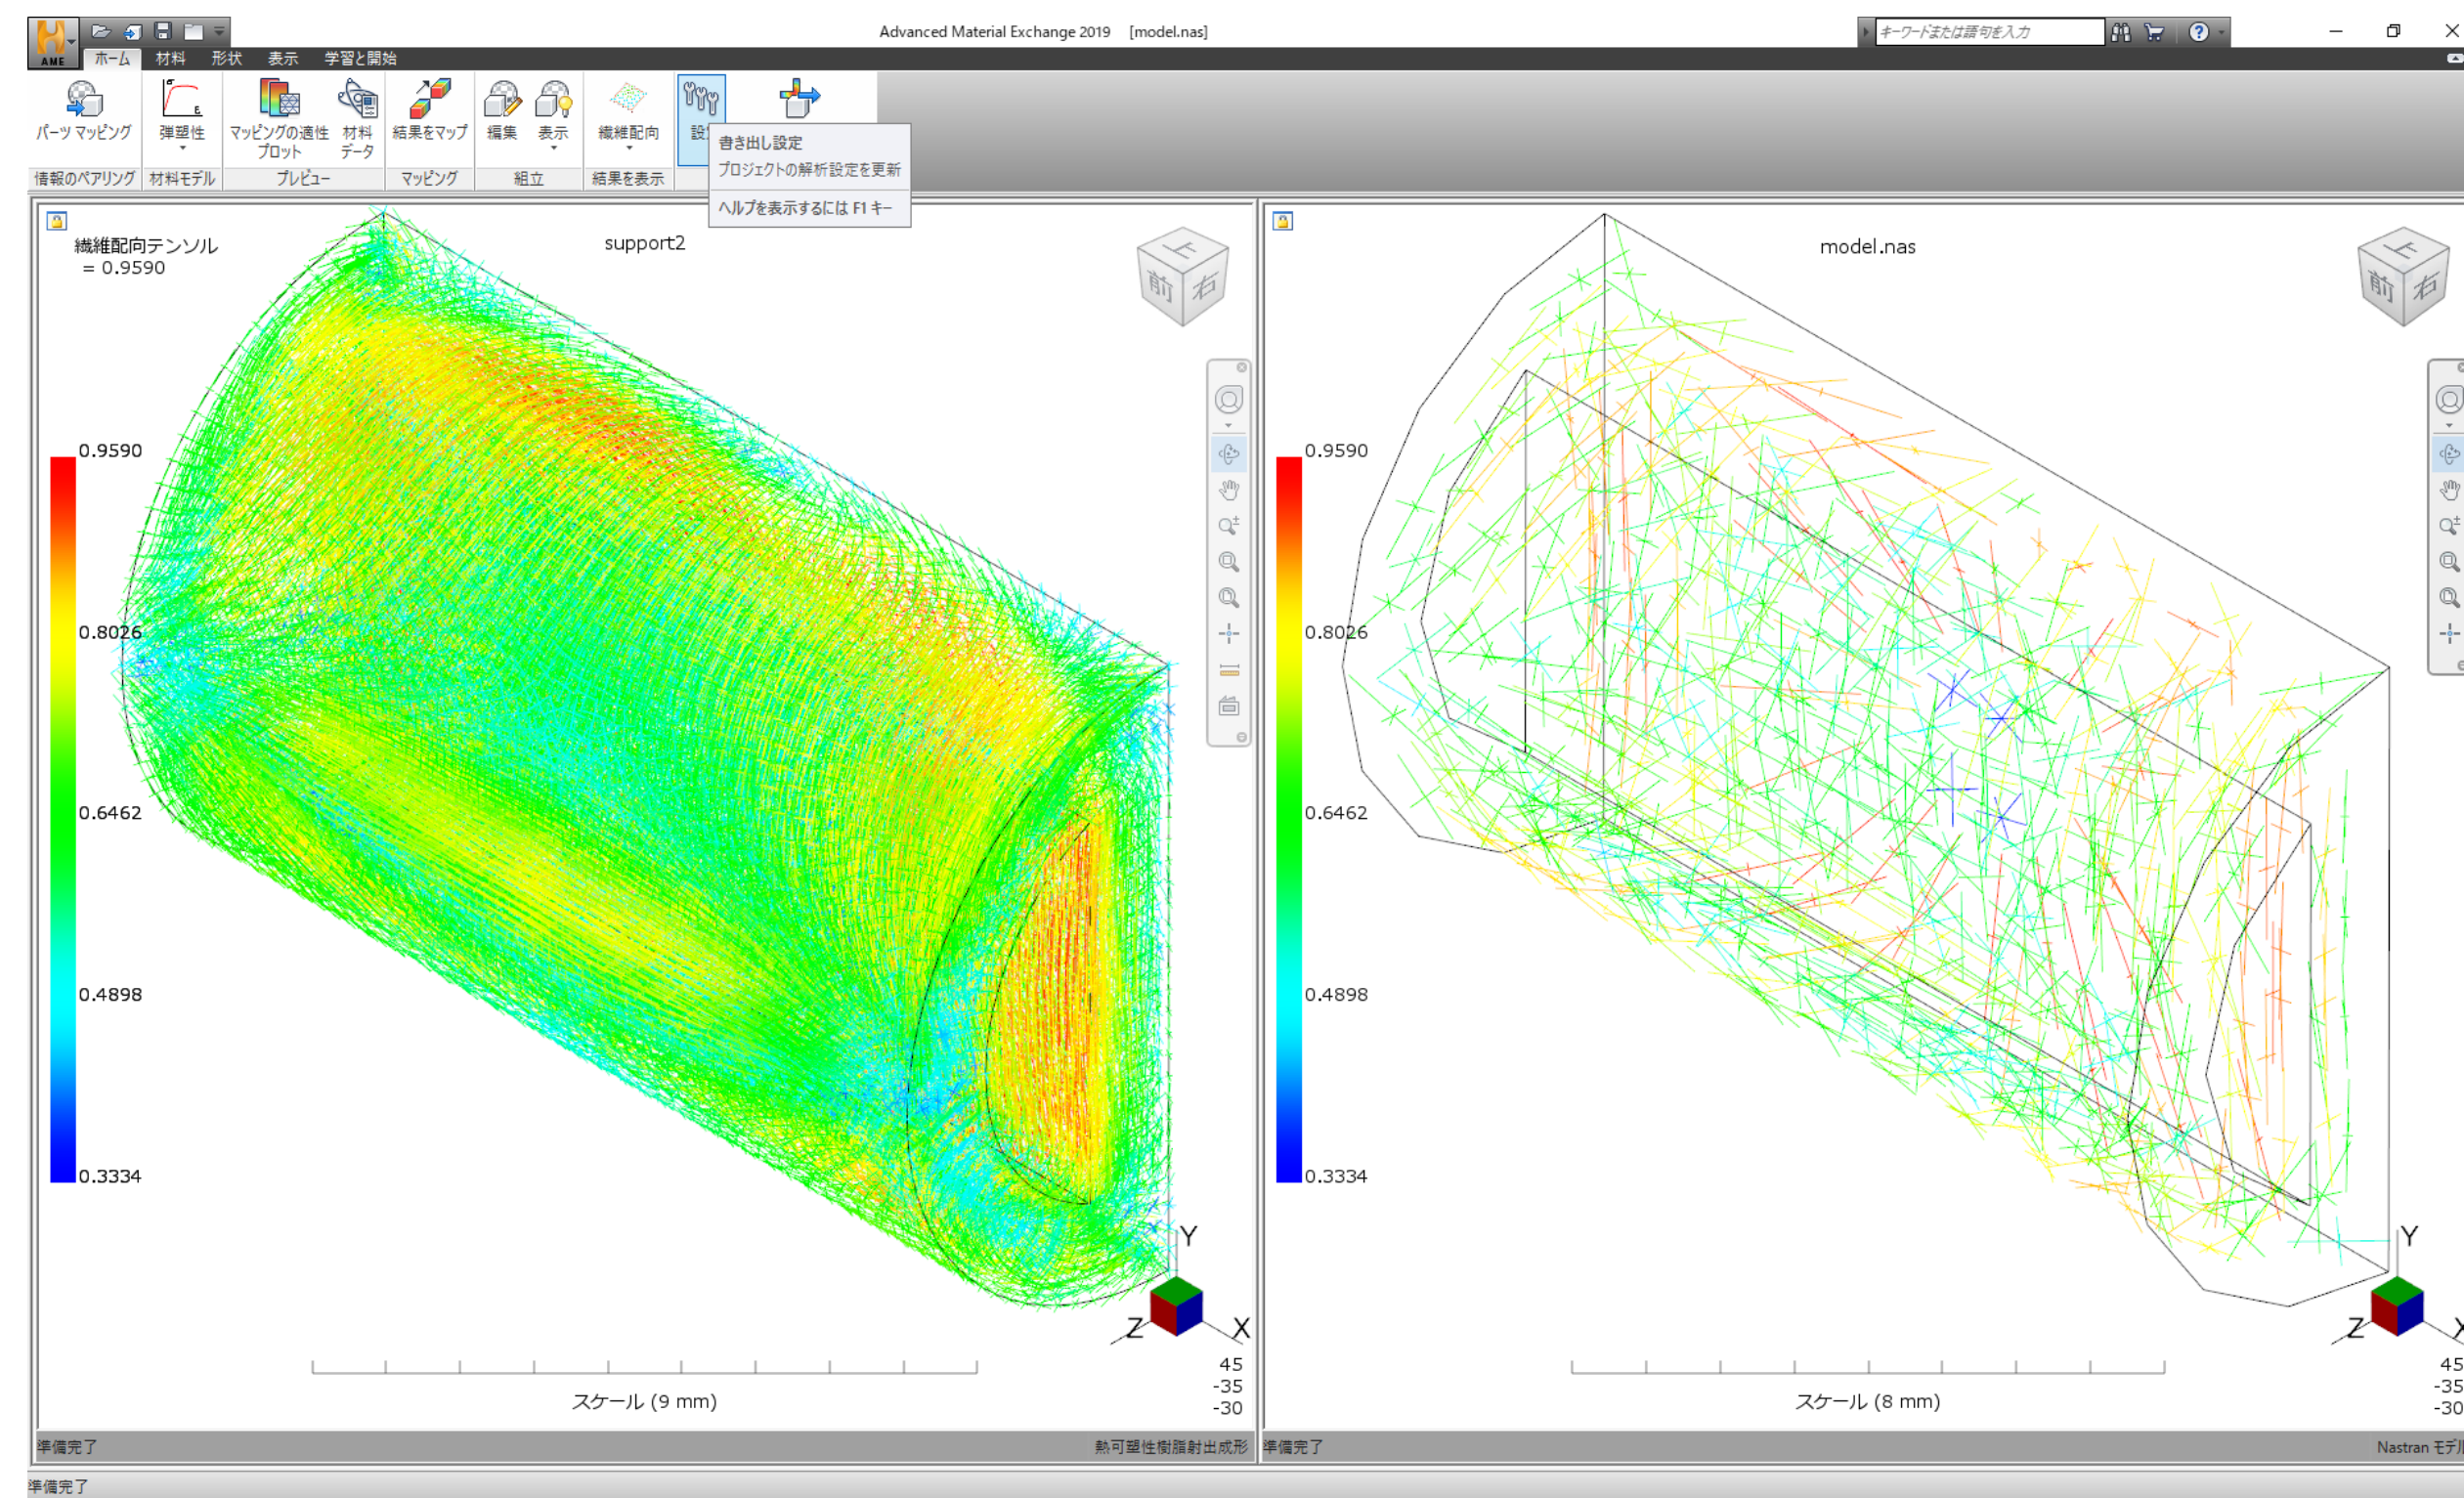 Advanced Material Exchange 2019 [model.nas]
キーワードまたは語句を入力
?
AME
ホーム 材料 形状 表示 学習と開始
パーツ マッピング
弾塑性
マッピングの適性
プロット
材料
データ
結果をマップ
編集
表示
繊維配向
情報のペアリング
材料モデル
プレビュー
マッピング
組立
結果を表示
書き出し設定
プロジェクトの解析設定を更新
ヘルプを表示するには F1 キー
繊維配向テンソル
= 0.9590
support2
上
前
右
0.9590
0.8026
0.6462
0.4898
0.3334
Y
Z
X
45
-35
-30
スケール (9 mm)
準備完了
熱可塑性樹脂射出成形
model.nas
上
前
右
0.9590
0.8026
0.6462
0.4898
0.3334
Y
Z
X
45
-35
-30
スケール (8 mm)
準備完了
Nastran モデル
準備完了